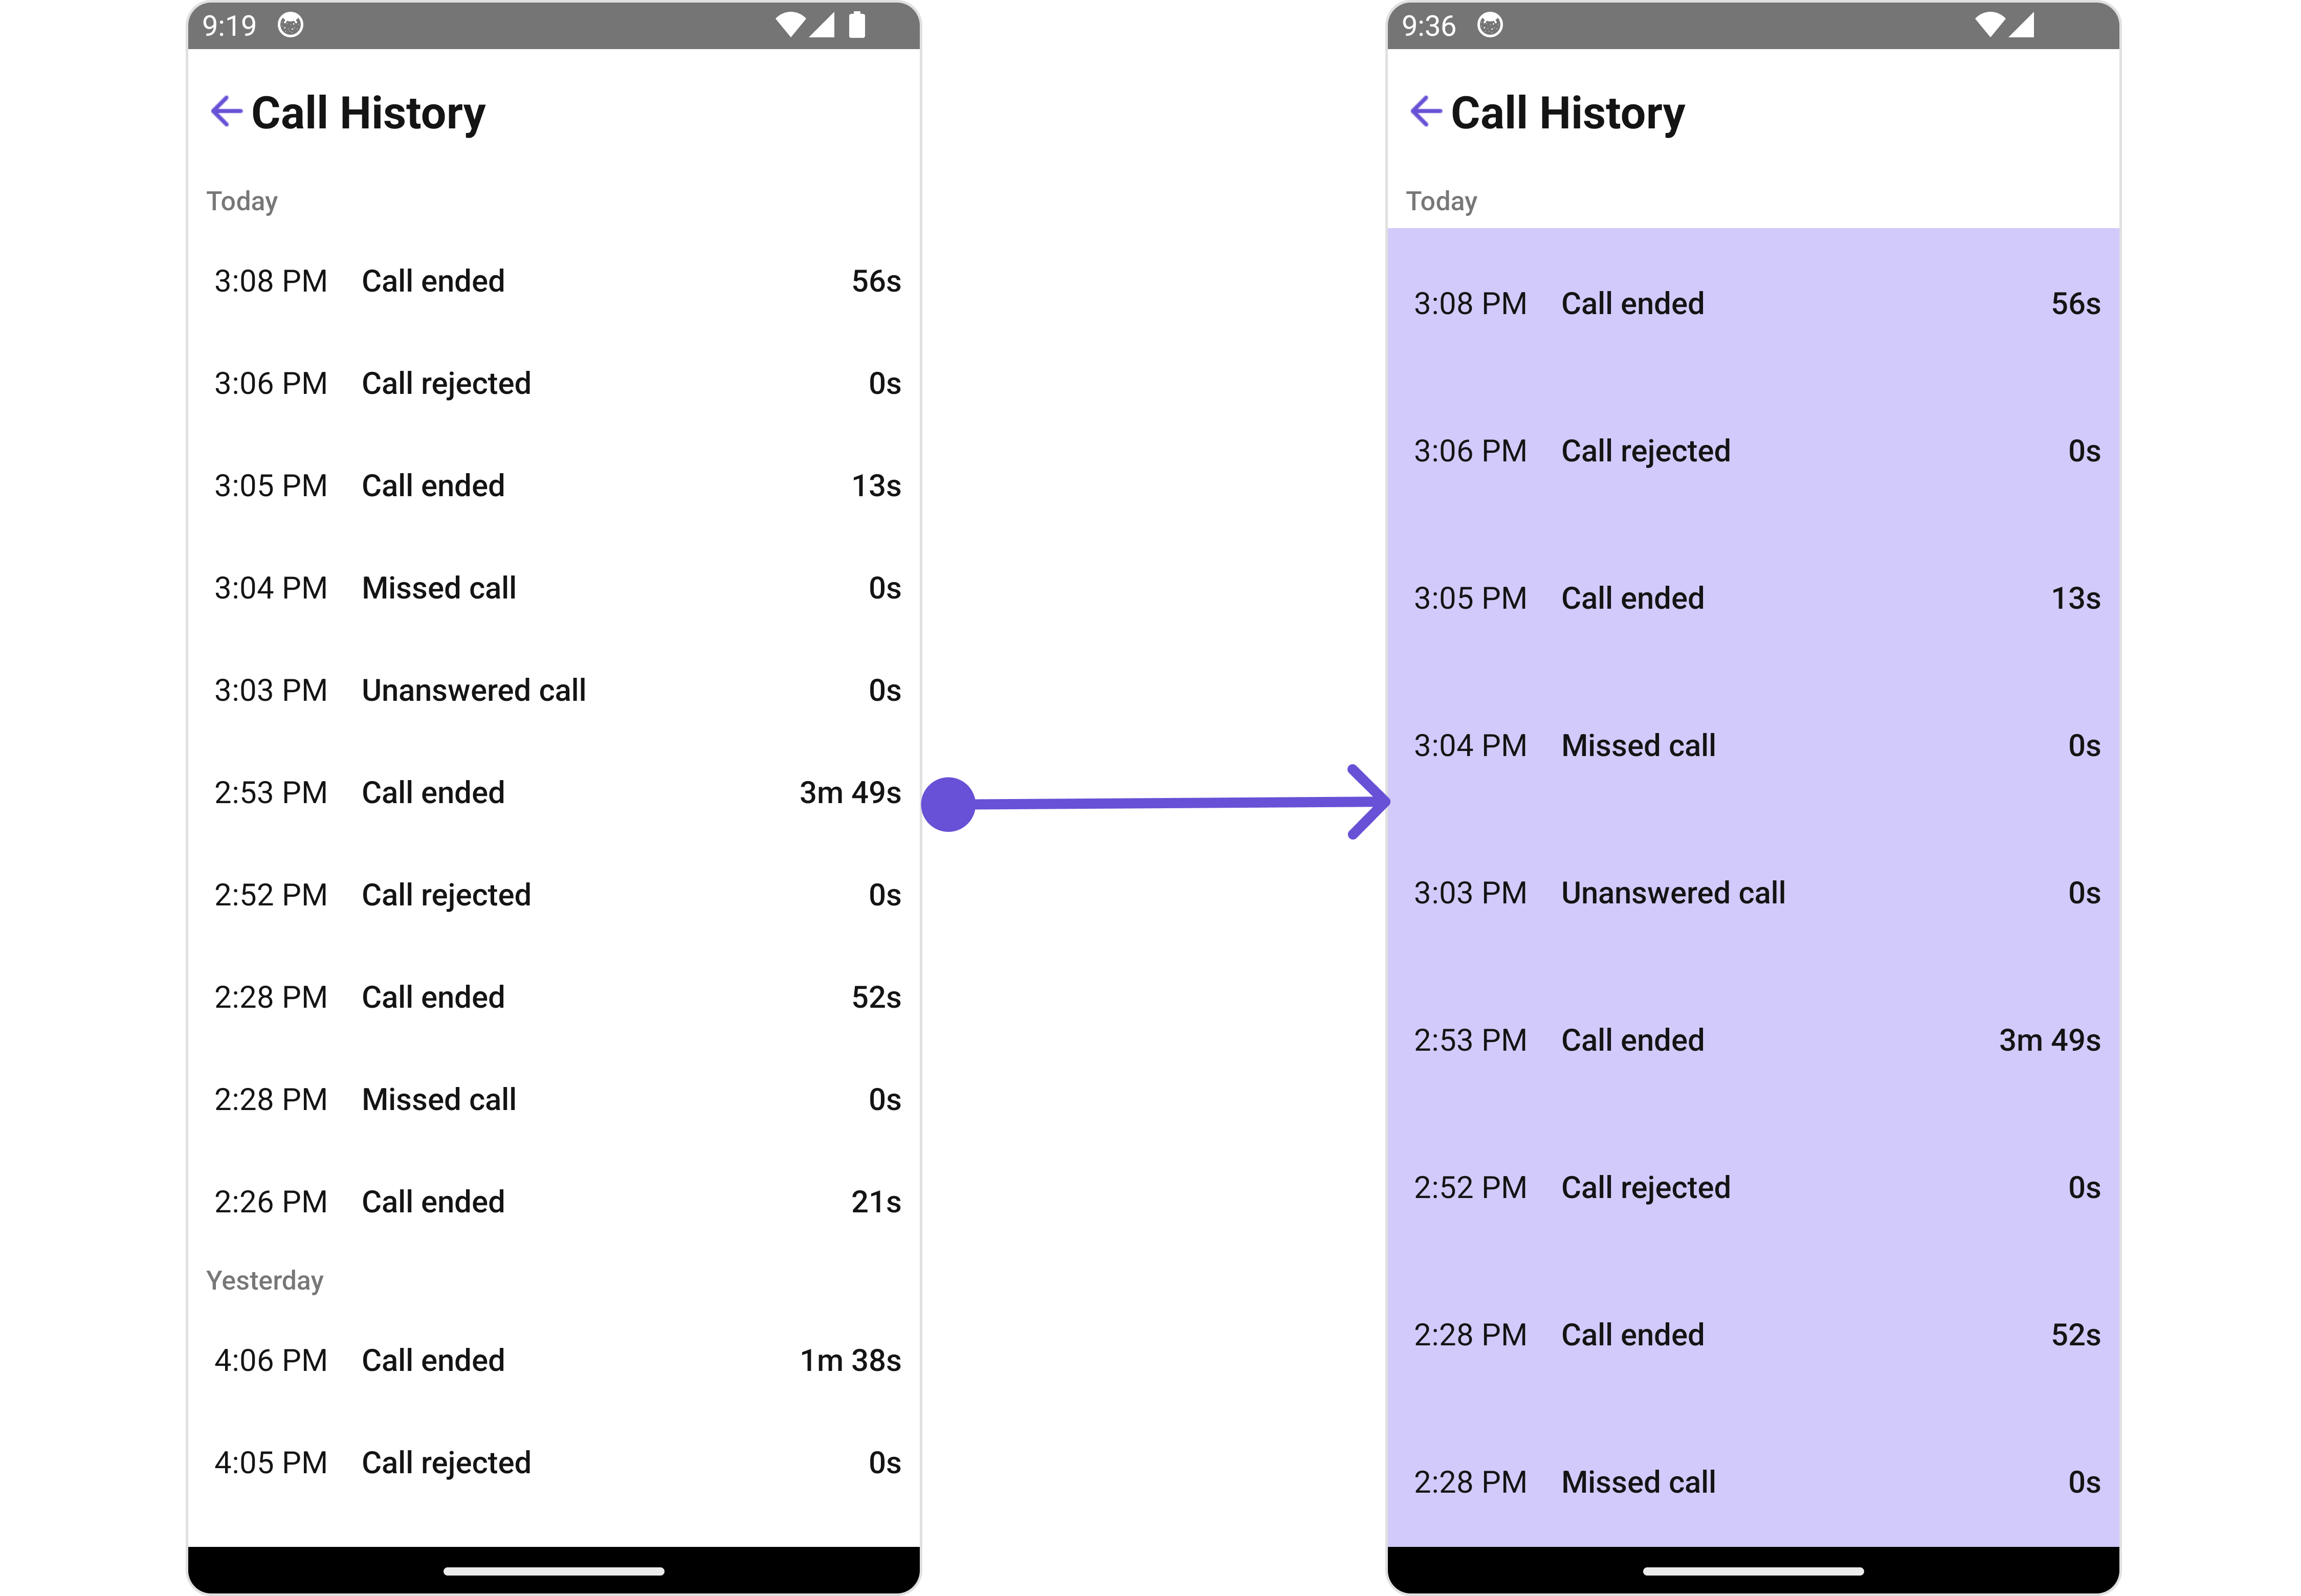 9:19
Call History
Today
3:08 PM Call ended 56s
3:06 PM Call rejected 0s
3:05 PM Call ended 13s
3:04 PM Missed call 0s
3:03 PM Unanswered call 0s
2:53 PM Call ended 3m 49s
2:52 PM Call rejected 0s
2:28 PM Call ended 52s
2:28 PM Missed call 0s
2:26 PM Call ended 21s
Yesterday
4:06 PM Call ended 1m 38s
4:05 PM Call rejected 0s
9:36
Call History
Today
3:08 PM Call ended 56s
3:06 PM Call rejected 0s
3:05 PM Call ended 13s
3:04 PM Missed call 0s
3:03 PM Unanswered call 0s
2:53 PM Call ended 3m 49s
2:52 PM Call rejected 0s
2:28 PM Call ended 52s
2:28 PM Missed call 0s